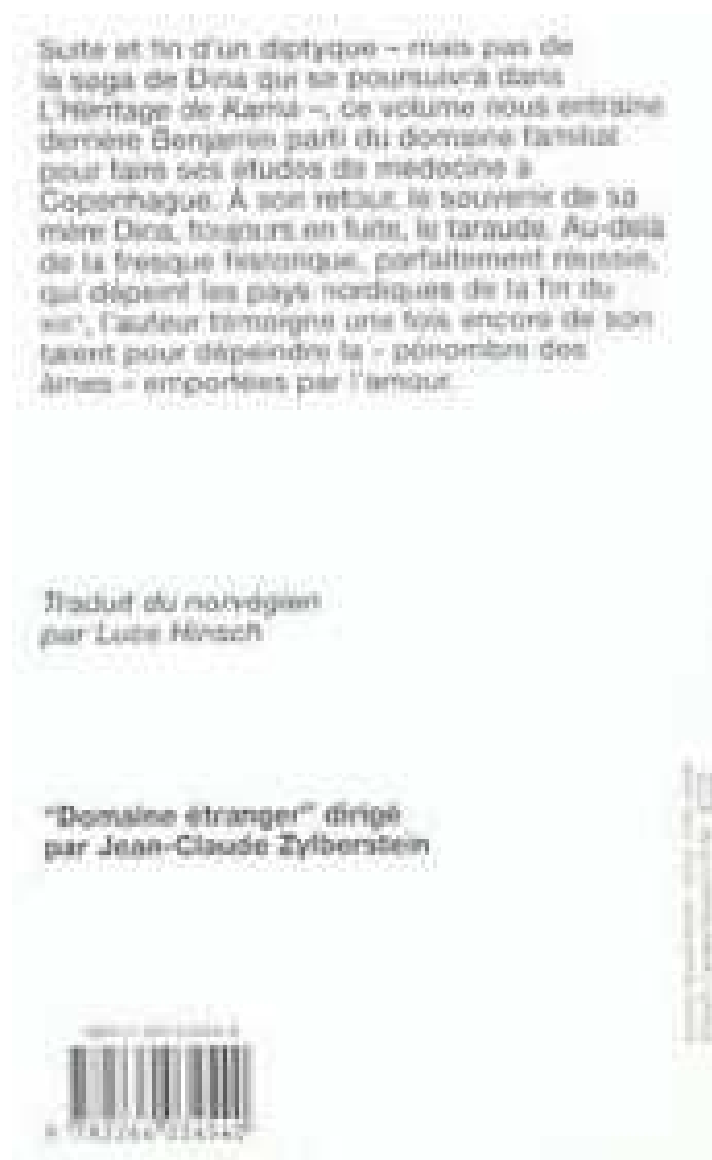 Suite et fin d'un diptyque – mais pas de
la saga de Dina qui se poursuivra dans
L'Héritage de Karna –, ce volume nous entraîne
derrière Benjamin parti du domaine familial
pour faire ses études de médecine à
Copenhague. À son retour, le souvenir de sa
mère Dina, toujours en fuite, le taraude. Au-delà
de la fresque historique, parfaitement réussie,
qui dépeint les pays nordiques de la fin du
XIXe, l'auteur témoigne une fois encore de son
talent pour dépeindre la « pénombre des
âmes » emportées par l'amour.
Traduit du norvégien
par Luce Hinsch
"Domaine étranger" dirigé
par Jean-Claude Zylberstein